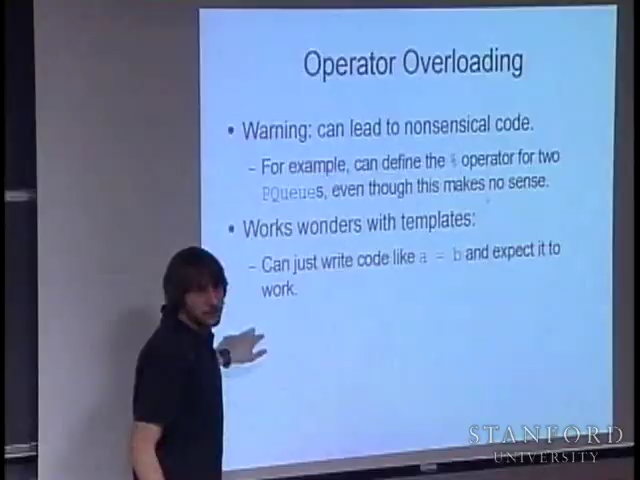 Operator Overloading
• Warning: can lead to nonsensical code.
– For example, can define the % operator for two
PQueues, even though this makes no sense.
• Works wonders with templates:
– Can just write code like a = b and expect it to
work.
STANFORD
UNIVERSITY